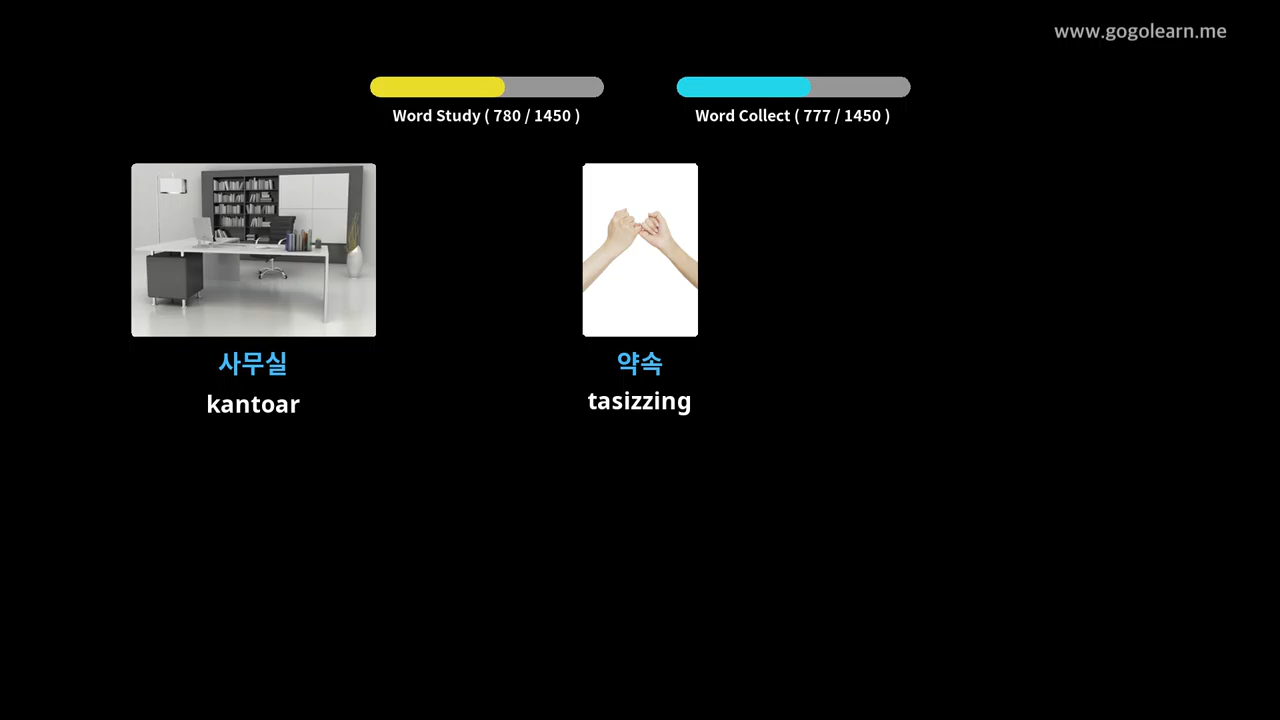 www.gogolearn.me
Word Study ( 780 / 1450 )
Word Collect ( 777 / 1450 )
사무실
kantoar
약속
tasizzing